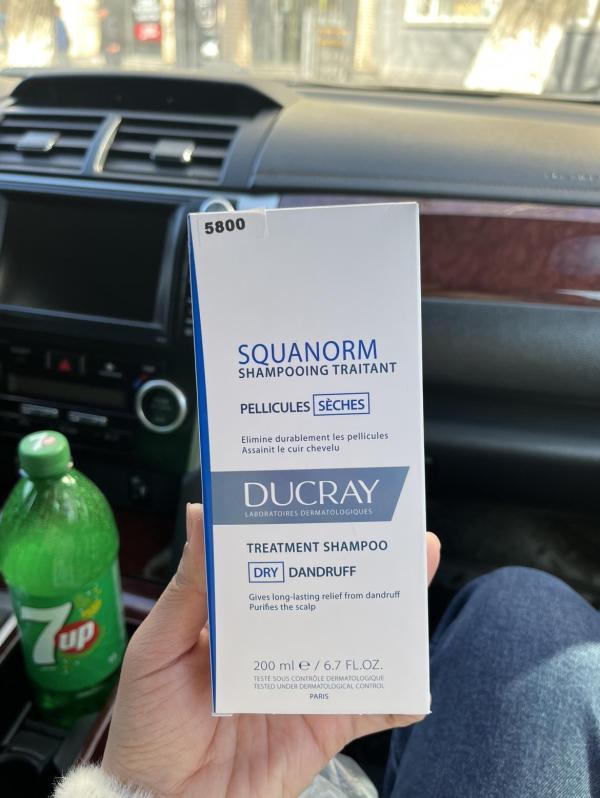 5800
SQUANORM
SHAMPOOING TRAITANT
PELLICULES SÈCHES
Elimine durablement les pellicules
Assainit le cuir chevelu
DUCRAY
LABORATOIRES DERMATOLOGIQUES
TREATMENT SHAMPOO
DRY DANDRUFF
Gives long-lasting relief from dandruff
Purifies the scalp
200 ml ℮ / 6.7 FL.OZ.
TESTÉ SOUS CONTRÔLE DERMATOLOGIQUE
TESTED UNDER DERMATOLOGICAL CONTROL
PARIS
7
7up